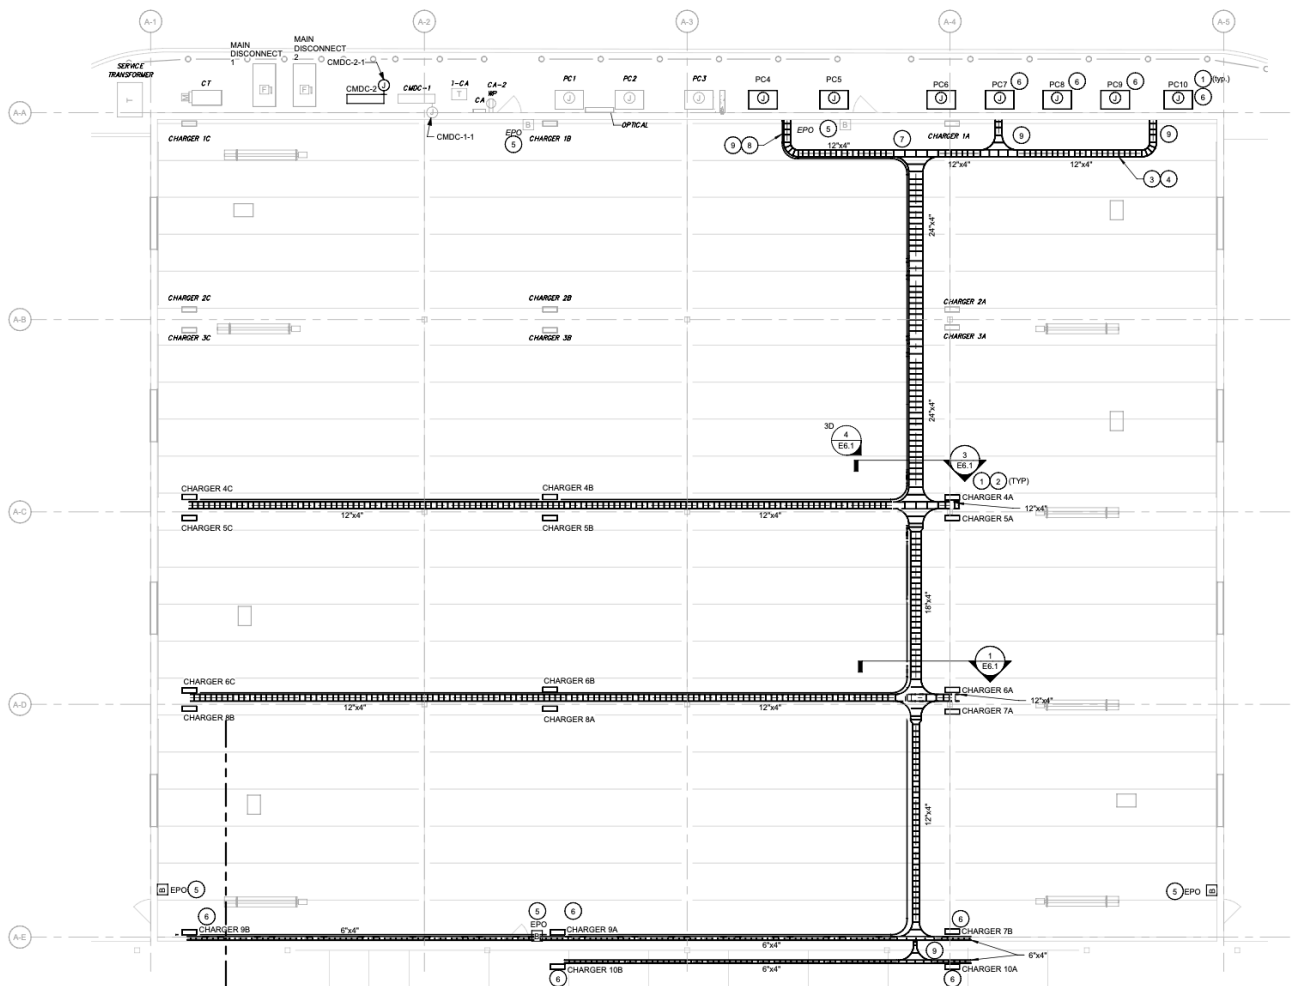 A-1
A-2
A-3
A-4
A-5
MAIN
DISCONNECT
1
MAIN
DISCONNECT
2
CMDC-2-1
SERVICE
TRANSFORMER
T
CT
F
F
CMDC-2
J
CMDC-1
J
CMDC-1-1
1-CA
T
CA-2
WP
CA
PC1
J
PC2
J
PC3
J
PC4
J
PC5
J
PC6
J
PC7
6
J
PC8
6
J
PC9
6
J
PC10
J
1
(typ.)
6
OPTICAL
A-A
CHARGER 1C
EPO
B
5
CHARGER 1B
EPO
5
B
CHARGER 1A
9
8
7
9
9
12"x4"
12"x4"
12"x4"
3
4
24"x4"
CHARGER 2C
CHARGER 2B
CHARGER 2A
A-B
CHARGER 3C
CHARGER 3B
CHARGER 3A
24"x4"
3D
4
E6.1
3
E6.1
1
2
(TYP)
CHARGER 4C
CHARGER 4B
CHARGER 4A
A-C
12"x4"
12"x4"
12"x4"
CHARGER 5C
CHARGER 5B
CHARGER 5A
18"x4"
1
E6.1
CHARGER 6C
CHARGER 6B
CHARGER 6A
A-D
12"x4"
12"x4"
12"x4"
CHARGER 8B
CHARGER 8A
CHARGER 7A
12"x4"
B
EPO
5
5
EPO
B
6
5
6
6
CHARGER 9B
6"x4"
EPO
B
CHARGER 9A
CHARGER 7B
A-E
6"x4"
9
6"x4"
CHARGER 10B
6"x4"
CHARGER 10A
6
6